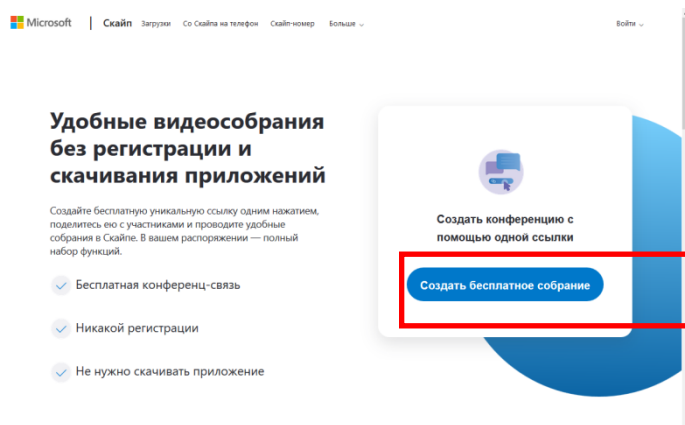 Microsoft Скайп Загрузки Со Скайпа на телефон Скайп-номер Больше Войти
Удобные видеособрания
без регистрации и
скачивания приложений
Создайте бесплатную уникальную ссылку одним нажатием,
поделитесь ею с участниками и проводите удобные
собрания в Скайпе. В вашем распоряжении — полный
набор функций.
Бесплатная конференц-связь
Никакой регистрации
Не нужно скачивать приложение
Создать конференцию с
помощью одной ссылки
Создать бесплатное собрание